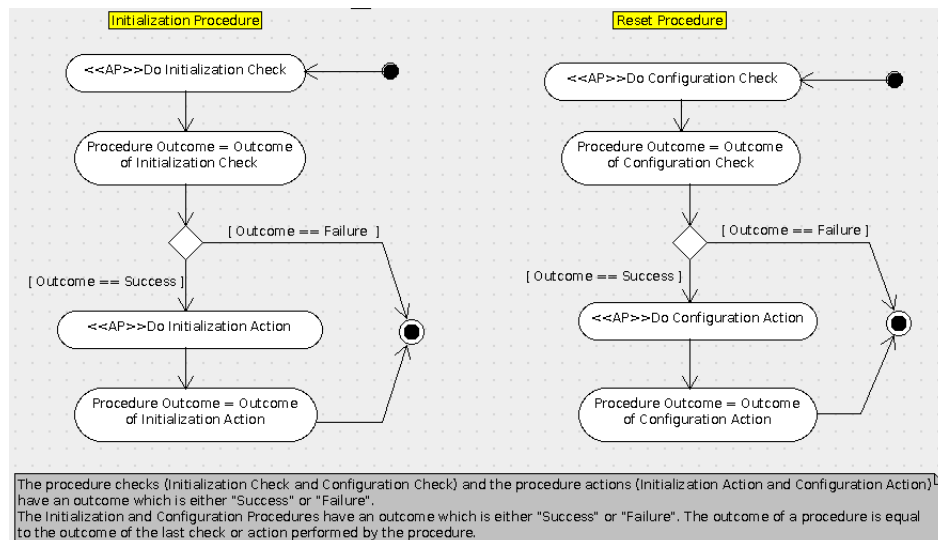 Initialization Procedure
<<AP>>Do Initialization Check
Procedure Outcome = Outcome
of Initialization Check
[ Outcome == Failure ]
[ Outcome == Success ]
<<AP>>Do Initialization Action
Procedure Outcome = Outcome
of Initialization Action
Reset Procedure
<<AP>>Do Configuration Check
Procedure Outcome = Outcome
of Configuration Check
[ Outcome == Failure ]
[ Outcome == Success ]
<<AP>>Do Configuration Action
Procedure Outcome = Outcome
of Configuration Action
The procedure checks (Initialization Check and Configuration Check) and the procedure actions (Initialization Action and Configuration Action)
have an outcome which is either "Success" or "Failure".
The Initialization and Configuration Procedures have an outcome which is either "Success" or "Failure". The outcome of a procedure is equal
to the outcome of the last check or action performed by the procedure.